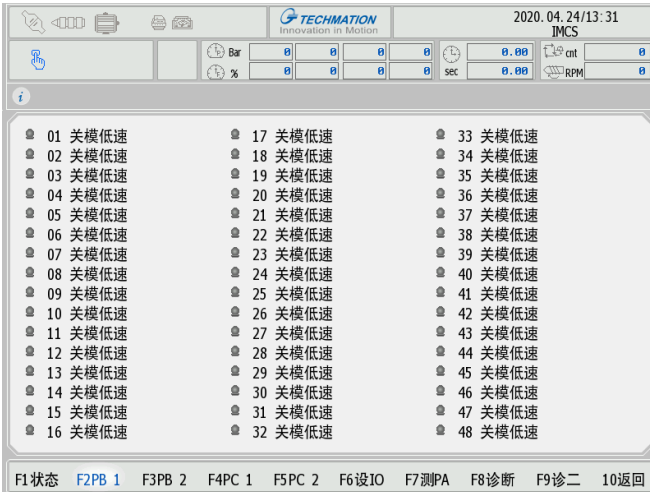 TECHMATION
Innovation in Motion
2020.04.24/13:31
IMCS
Bar 0 0 0 0 0.00 cnt 0
% 0 0 0 0 sec 0.00 RPM 0
i
01 关模低速 17 关模低速 33 关模低速
02 关模低速 18 关模低速 34 关模低速
03 关模低速 19 关模低速 35 关模低速
04 关模低速 20 关模低速 36 关模低速
05 关模低速 21 关模低速 37 关模低速
06 关模低速 22 关模低速 38 关模低速
07 关模低速 23 关模低速 39 关模低速
08 关模低速 24 关模低速 40 关模低速
09 关模低速 25 关模低速 41 关模低速
10 关模低速 26 关模低速 42 关模低速
11 关模低速 27 关模低速 43 关模低速
12 关模低速 28 关模低速 44 关模低速
13 关模低速 29 关模低速 45 关模低速
14 关模低速 30 关模低速 46 关模低速
15 关模低速 31 关模低速 47 关模低速
16 关模低速 32 关模低速 48 关模低速
F1状态 F2PB 1 F3PB 2 F4PC 1 F5PC 2 F6设IO F7测PA F8诊断 F9诊二 10返回